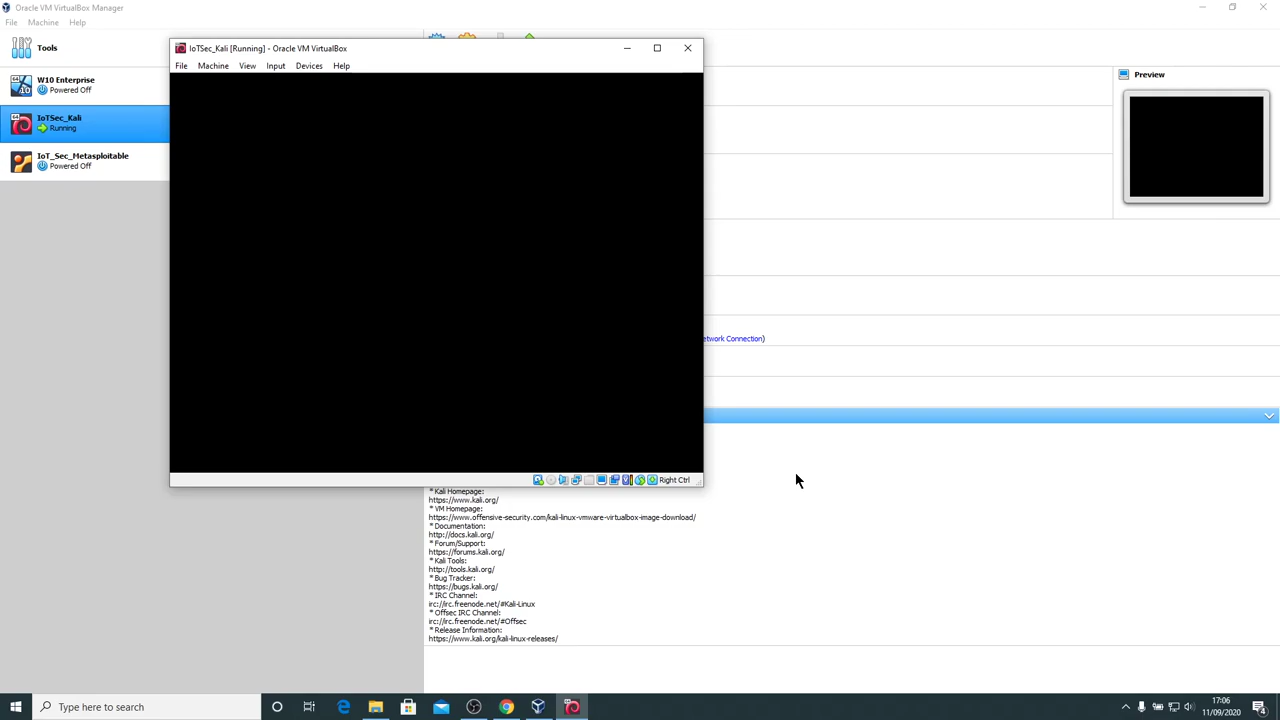 Oracle VM VirtualBox Manager
File Machine Help
Tools
W10 Enterprise
Powered Off
IoTSec_Kali
Running
IoT_Sec_Metasploitable
Powered Off
IoTSec_Kali [Running] - Oracle VM VirtualBox
File Machine View Input Devices Help
Right Ctrl
Preview
etwork Connection)
* Kali Homepage:
https://www.kali.org/
* VM Homepage:
https://www.offensive-security.com/kali-linux-vmware-virtualbox-image-download/
* Documentation:
http://docs.kali.org/
* Forum/Support:
https://forums.kali.org/
* Kali Tools:
http://tools.kali.org/
* Bug Tracker:
https://bugs.kali.org/
* IRC Channel:
irc://irc.freenode.net/#Kali-Linux
* Offsec IRC Channel:
irc://irc.freenode.net/#Offsec
* Release Information:
https://www.kali.org/kali-linux-releases/
Type here to search
17:06
11/09/2020
4